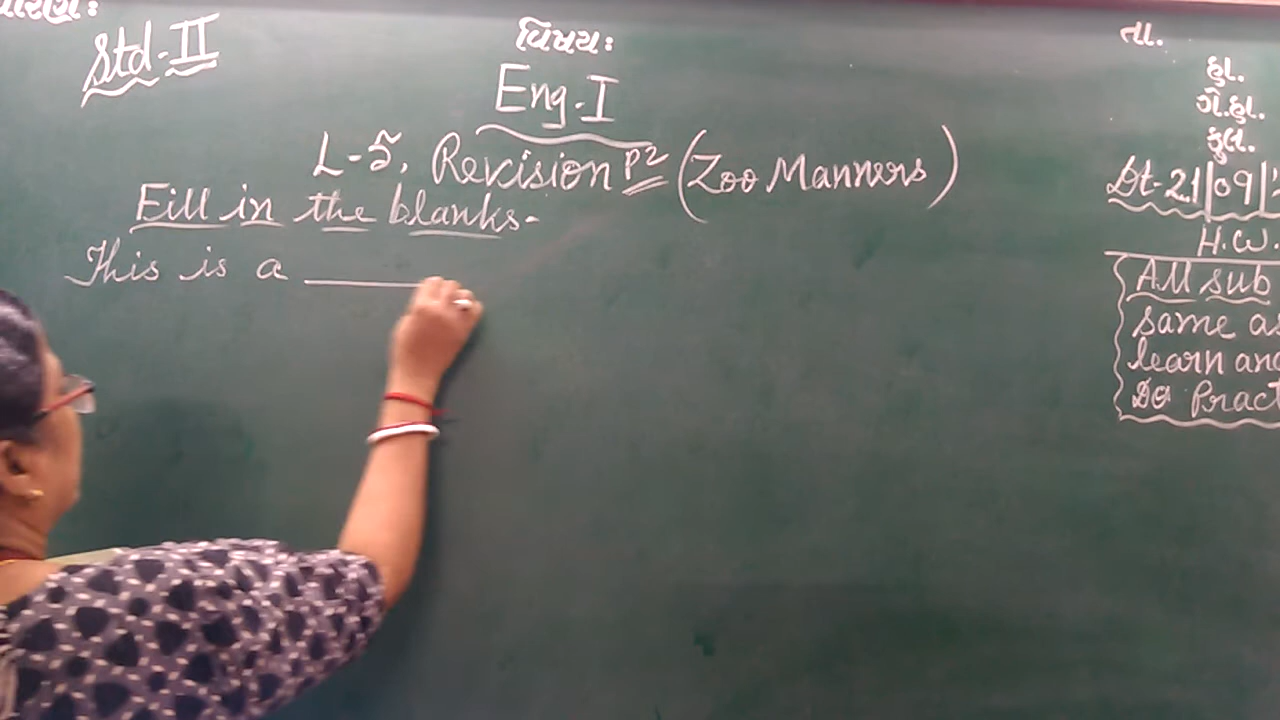 Std-II
વિષય:
Eng-I
L-5. Revision P2 (Zoo Manners)
Fill in the blanks-
This is a ______
તા.
હા.
ગે.હા.
કુલ.
Dt-21/09/
H.W.
All sub
same as
learn and
Do Pract